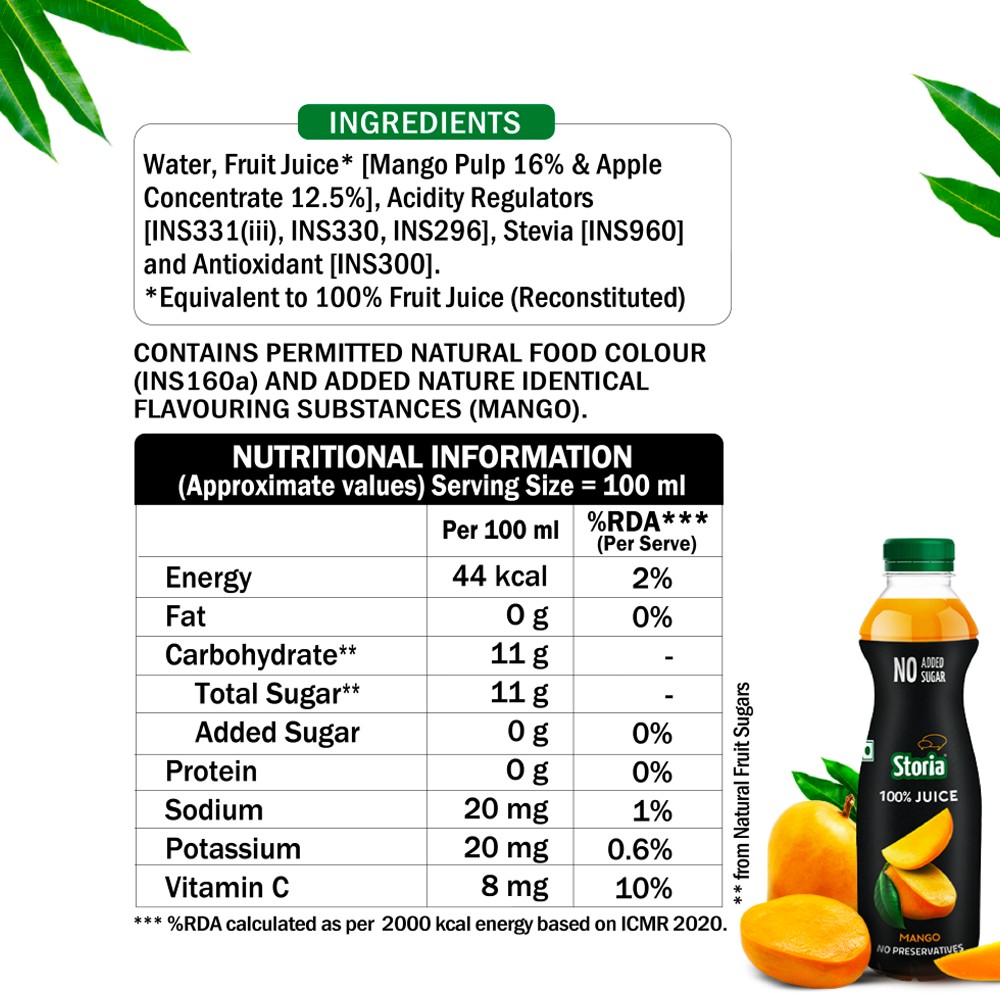 INGREDIENTS
Water, Fruit Juice* [Mango Pulp 16% & Apple
Concentrate 12.5%], Acidity Regulators
[INS331(iii), INS330, INS296], Stevia [INS960]
and Antioxidant [INS300].
*Equivalent to 100% Fruit Juice (Reconstituted)
CONTAINS PERMITTED NATURAL FOOD COLOUR
(INS160a) AND ADDED NATURE IDENTICAL
FLAVOURING SUBSTANCES (MANGO).
NUTRITIONAL INFORMATION
(Approximate values) Serving Size = 100 ml
Per 100 ml %RDA***
(Per Serve)
Energy 44 kcal 2%
Fat 0 g 0%
Carbohydrate** 11 g -
Total Sugar** 11 g -
Added Sugar 0 g 0%
Protein 0 g 0%
Sodium 20 mg 1%
Potassium 20 mg 0.6%
Vitamin C 8 mg 10%
*** %RDA calculated as per 2000 kcal energy based on ICMR 2020.
** from Natural Fruit Sugars
NO ADDED
SUGAR
Storia
100% JUICE
MANGO
NO PRESERVATIVES